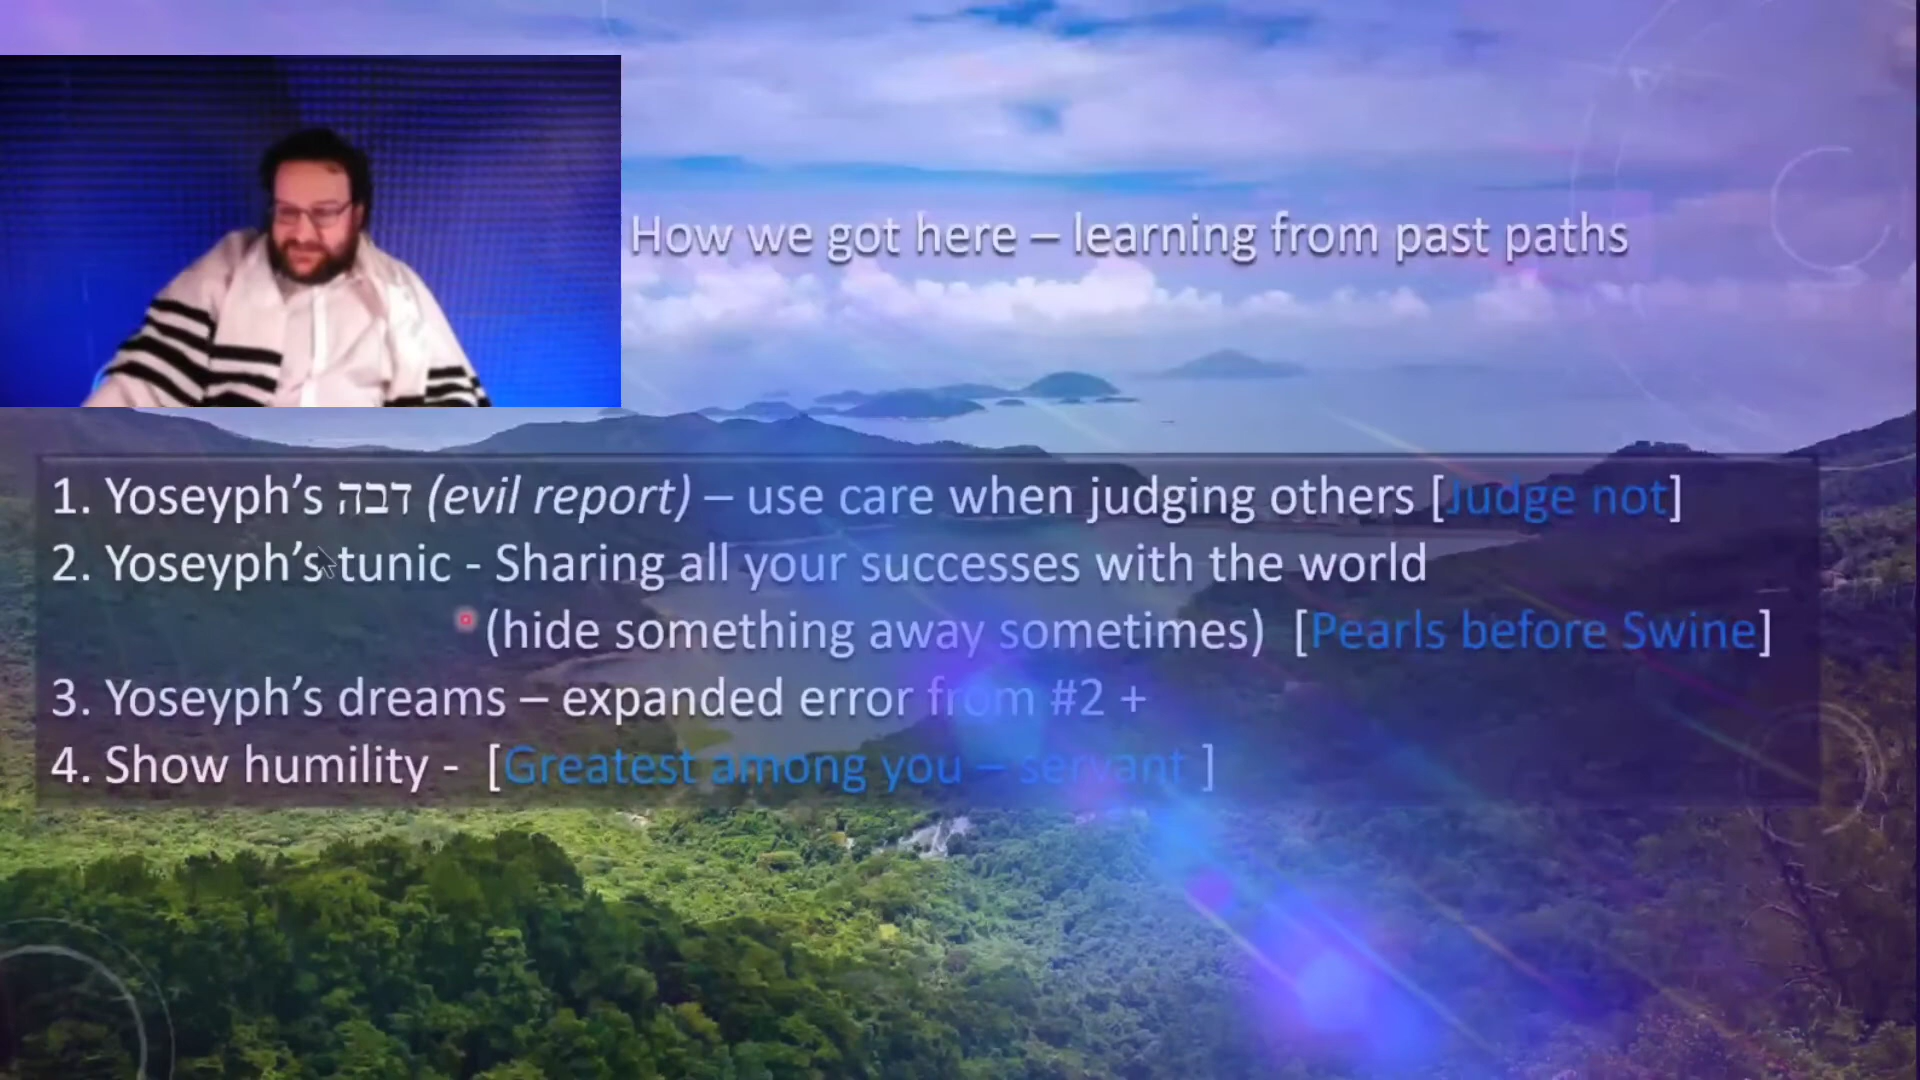 How we got here – learning from past paths
1. Yoseyph’s דבה (evil report) – use care when judging others [Judge not]
2. Yoseyph’s tunic - Sharing all your successes with the world
(hide something away sometimes) [Pearls before Swine]
3. Yoseyph’s dreams – expanded error from #2 +
4. Show humility - [Greatest among you – servant ]